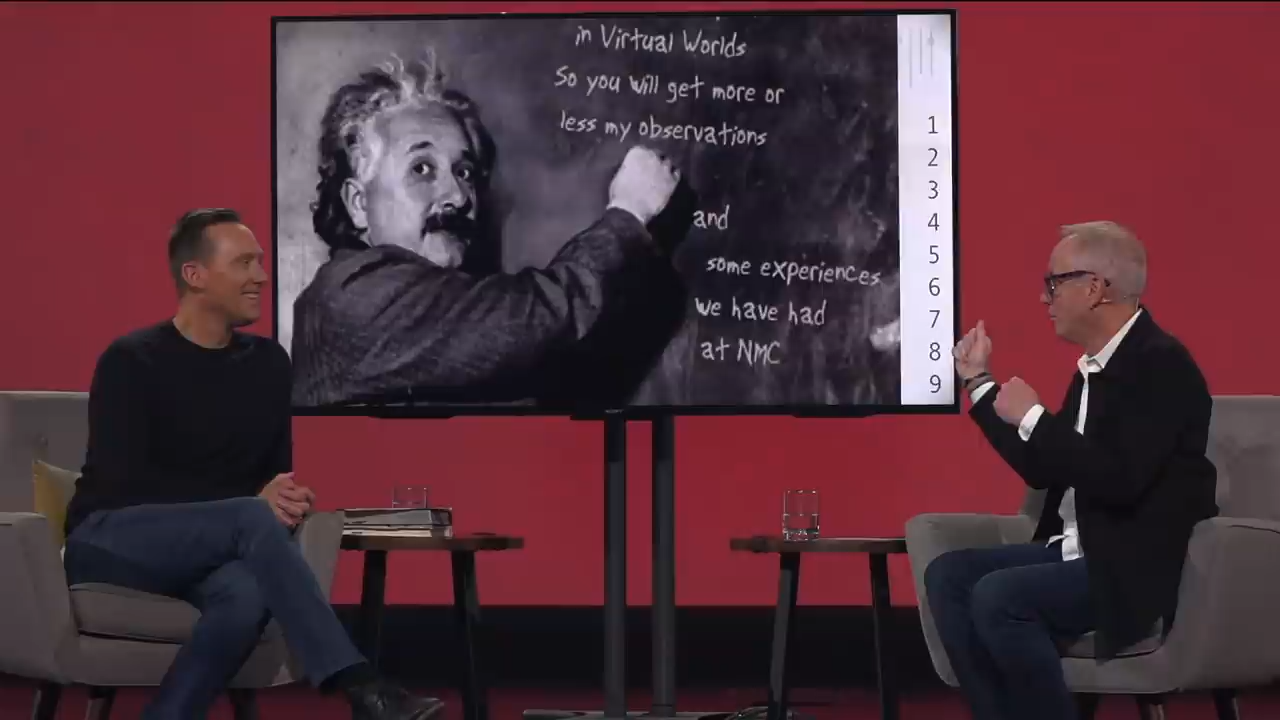 in Virtual Worlds
So you will get more or
less my observations
and
some experiences
we have had
at NMC
1
2
3
4
5
6
7
8
9